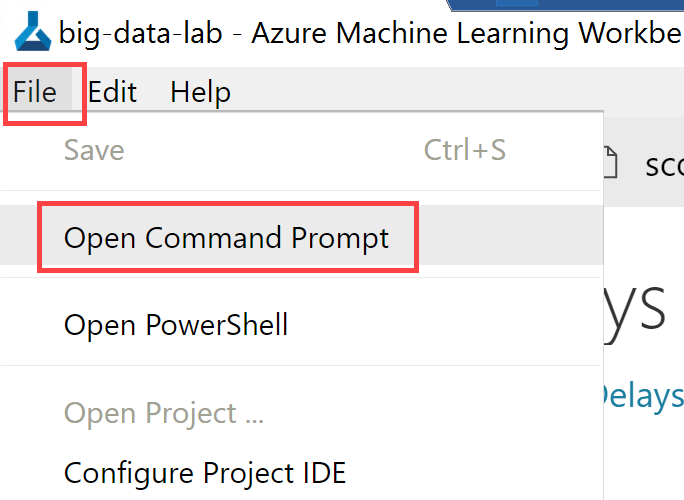 big-data-lab - Azure Machine Learning Workbe
File Edit Help
Save Ctrl+S
sco
Open Command Prompt
Open PowerShell
ys
Delays
Open Project ...
Configure Project IDE